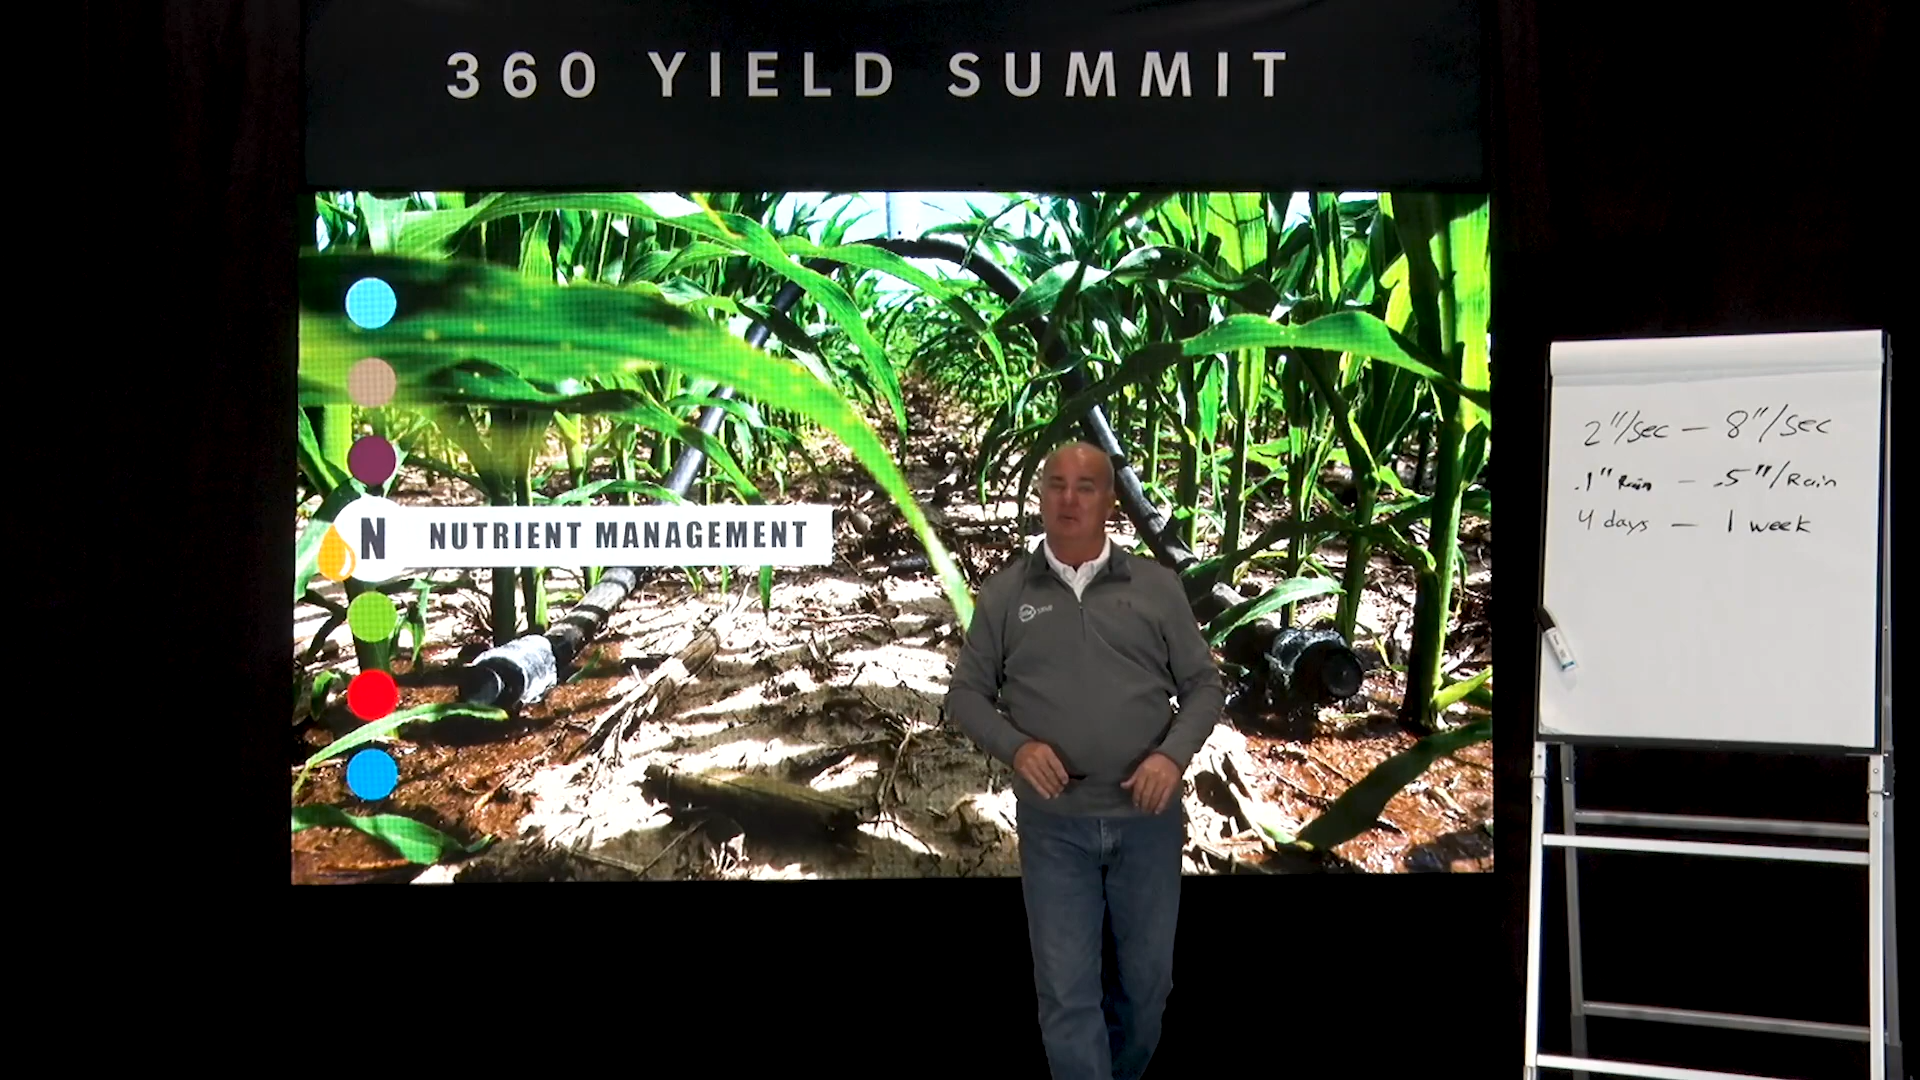 360 YIELD SUMMIT
N NUTRIENT MANAGEMENT
2"/sec — 8"/sec
.1" Rain — .5"/Rain
4 days — 1 week